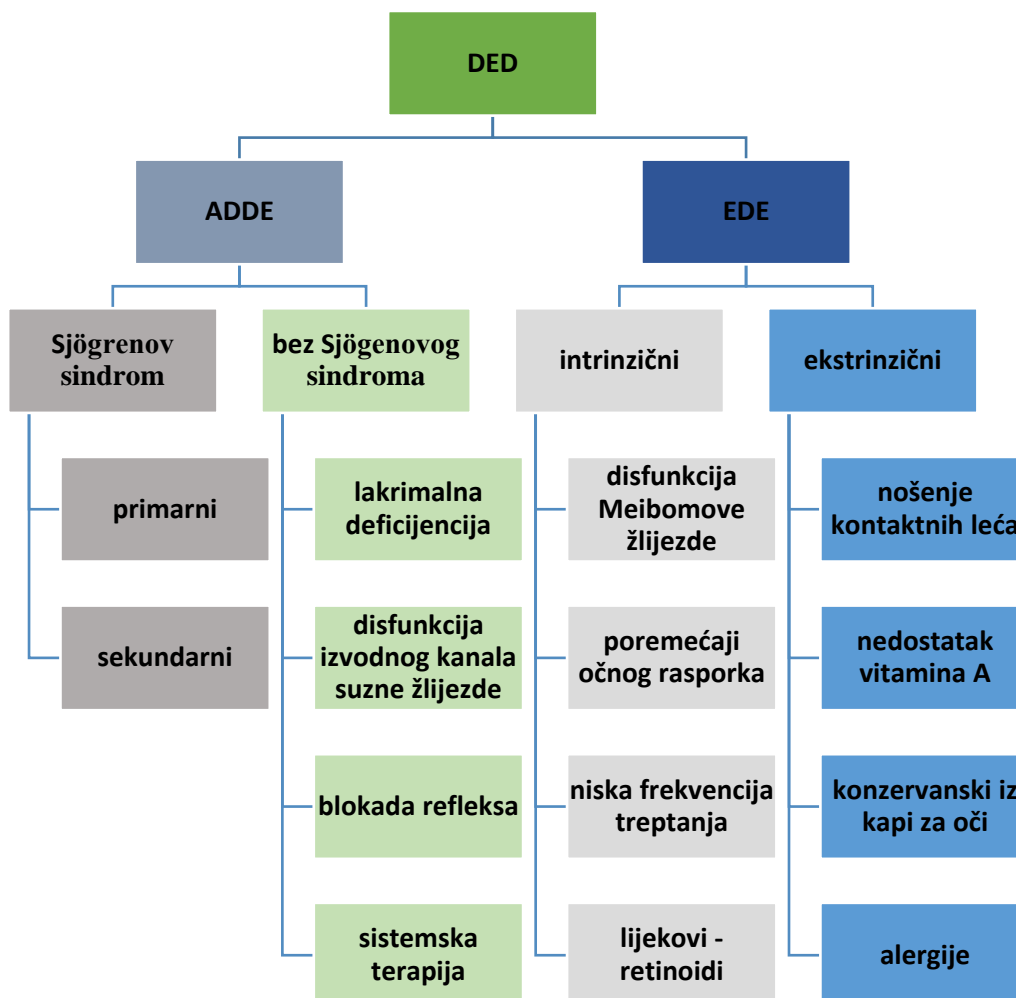 DED
ADDE
EDE
Sjögrenov
sindrom
bez Sjögenovog
sindroma
intrinzični
ekstrinzični
primarni
lakrimalna
deficijencija
disfunkcija
Meibomove
žlijezde
nošenje
kontaktnih leća
sekundarni
disfunkcija
izvodnog kanala
suzne žlijezde
poremećaji
očnog rasporka
nedostatak
vitamina A
blokada refleksa
niska frekvencija
treptanja
konzervanski iz
kapi za oči
sistemska
terapija
lijekovi -
retinoidi
alergije